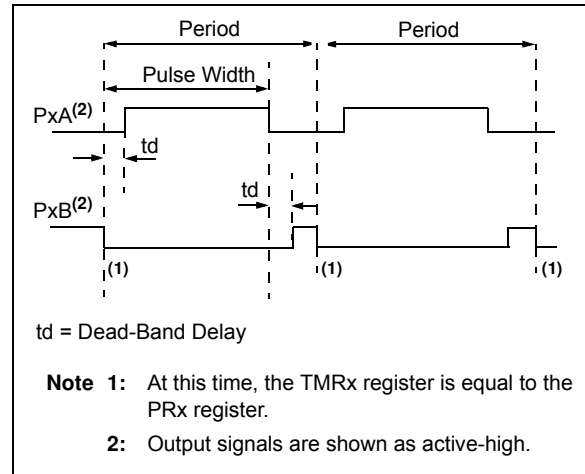 Period Period
Pulse Width
PxA(2)
td
td
PxB(2)
(1) (1) (1)
td = Dead-Band Delay
Note 1: At this time, the TMRx register is equal to the
PRx register.
2: Output signals are shown as active-high.